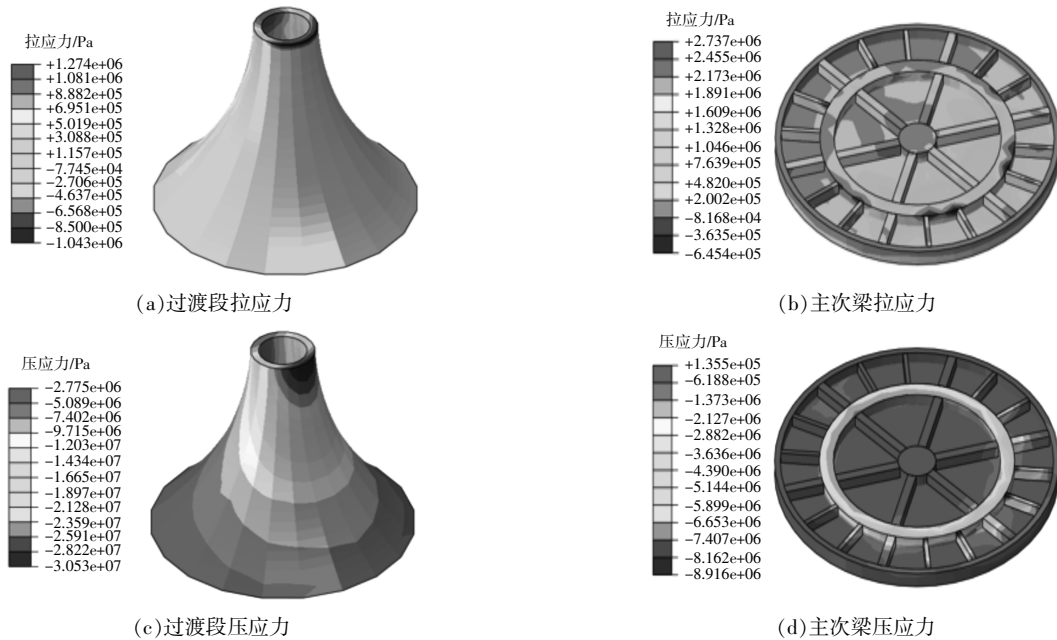 拉应力/Pa
+1.274e+06
+1.081e+06
+8.882e+05
+6.951e+05
+5.019e+05
+3.088e+05
+1.157e+05
−7.745e+04
−2.706e+05
−4.637e+05
−6.568e+05
−8.500e+05
−1.043e+06
(a)过渡段拉应力
拉应力/Pa
+2.737e+06
+2.455e+06
+2.173e+06
+1.891e+06
+1.609e+06
+1.328e+06
+1.046e+06
+7.639e+05
+4.820e+05
+2.002e+05
−8.168e+04
−3.635e+05
−6.454e+05
(b)主次梁拉应力
压应力/Pa
−2.775e+06
−5.089e+06
−7.402e+06
−9.715e+06
−1.203e+07
−1.434e+07
−1.665e+07
−1.897e+07
−2.128e+07
−2.359e+07
−2.591e+07
−2.822e+07
−3.053e+07
(c)过渡段压应力
压应力/Pa
+1.355e+05
−6.188e+05
−1.373e+06
−2.127e+06
−2.882e+06
−3.636e+06
−4.390e+06
−5.144e+06
−5.899e+06
−6.653e+06
−7.407e+06
−8.162e+06
−8.916e+06
(d)主次梁压应力